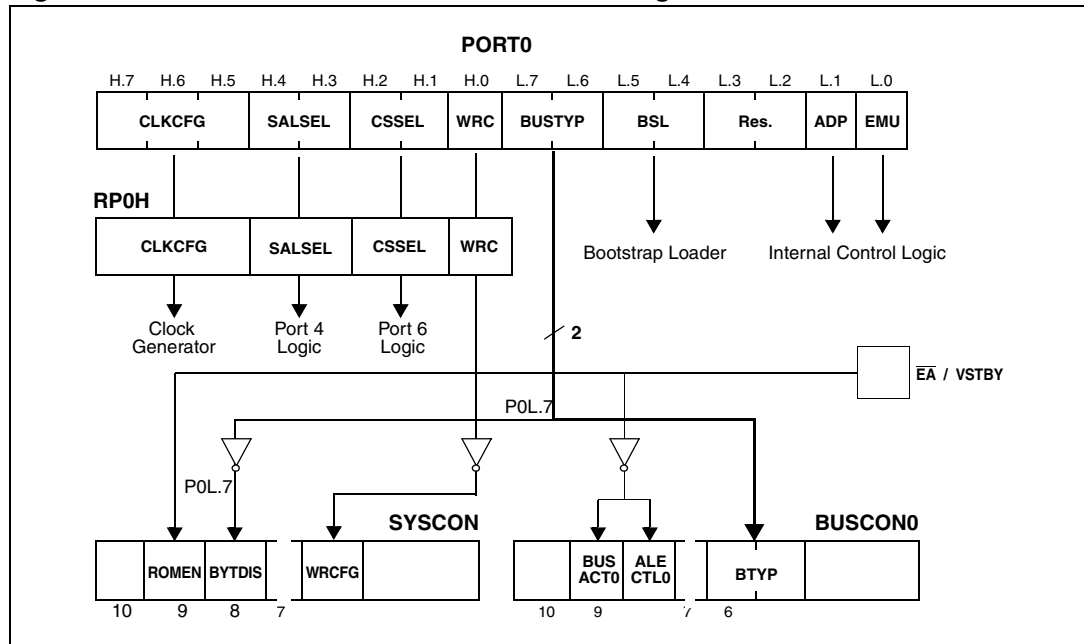 PORT0
H.7 H.6 H.5 H.4 H.3 H.2 H.1 H.0 L.7 L.6 L.5 L.4 L.3 L.2 L.1 L.0
CLKCFG SALSEL CSSEL WRC BUSTYP BSL Res. ADP EMU
RP0H
CLKCFG SALSEL CSSEL WRC
Bootstrap Loader Internal Control Logic
Clock Generator
Port 4 Logic
Port 6 Logic
2
EA / VSTBY
P0L.7
P0L.7
SYSCON BUSCON0
ROMEN BYTDIS WRCFG BUS ACT0 ALE CTL0 BTYP
10 9 8 7 10 9 7 6